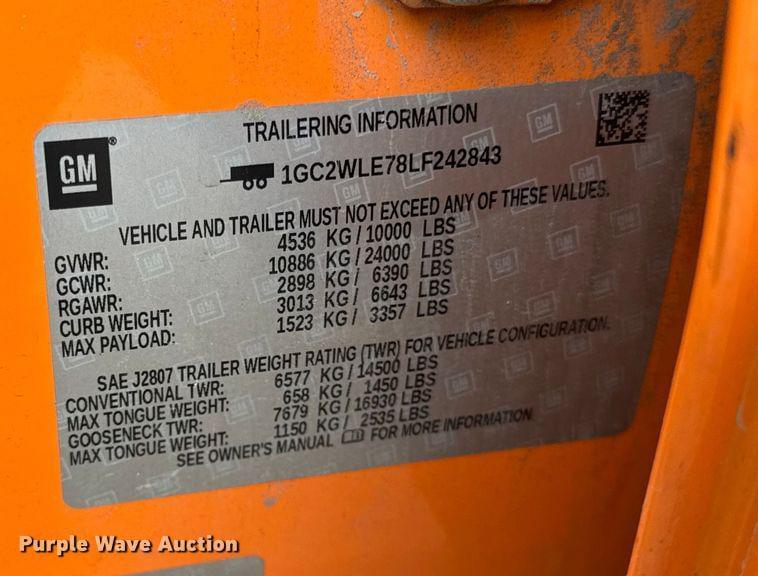 GM ®
TRAILERING INFORMATION
1GC2WLE78LF242843
VEHICLE AND TRAILER MUST NOT EXCEED ANY OF THESE VALUES.
GVWR: 4536 KG / 10000 LBS
GCWR: 10886 KG / 24000 LBS
RGAWR: 2898 KG / 6390 LBS
CURB WEIGHT: 3013 KG / 6643 LBS
MAX PAYLOAD: 1523 KG / 3357 LBS
SAE J2807 TRAILER WEIGHT RATING (TWR) FOR VEHICLE CONFIGURATION.
CONVENTIONAL TWR: 6577 KG / 14500 LBS
MAX TONGUE WEIGHT: 658 KG / 1450 LBS
GOOSENECK TWR: 7679 KG / 16930 LBS
MAX TONGUE WEIGHT: 1150 KG / 2535 LBS
SEE OWNER'S MANUAL FOR MORE INFORMATION
Purple Wave Auction